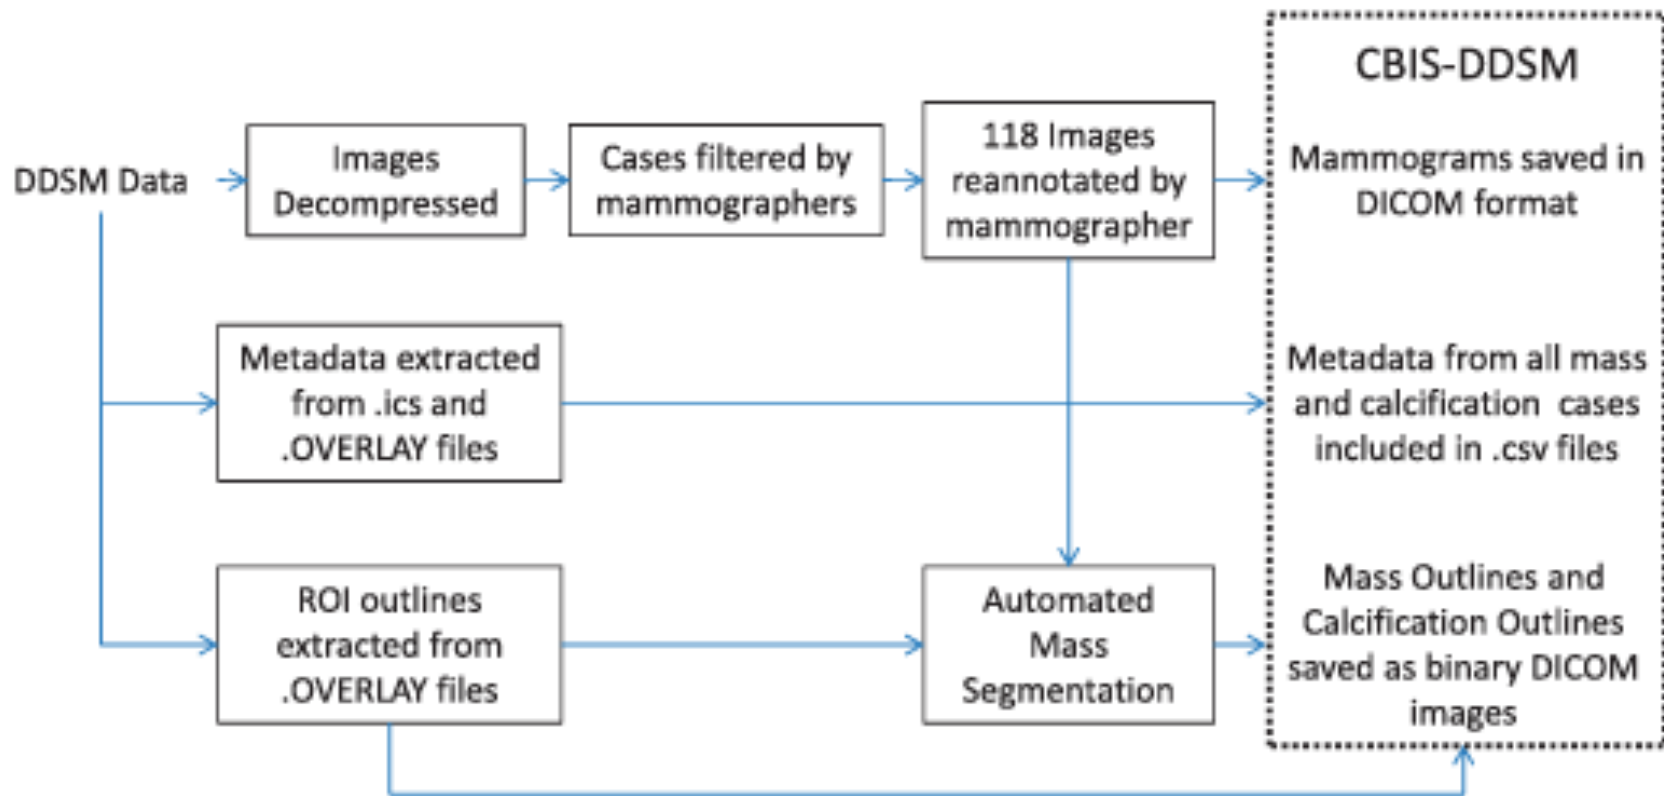 CBIS-DDSM
DDSM Data
Images
Decompressed
Cases filtered by
mammographers
118 Images
reannotated by
mammographer
Mammograms saved in
DICOM format
Metadata extracted
from .ics and
.OVERLAY files
Metadata from all mass
and calcification cases
included in .csv files
ROI outlines
extracted from
.OVERLAY files
Automated
Mass
Segmentation
Mass Outlines and
Calcification Outlines
saved as binary DICOM
images